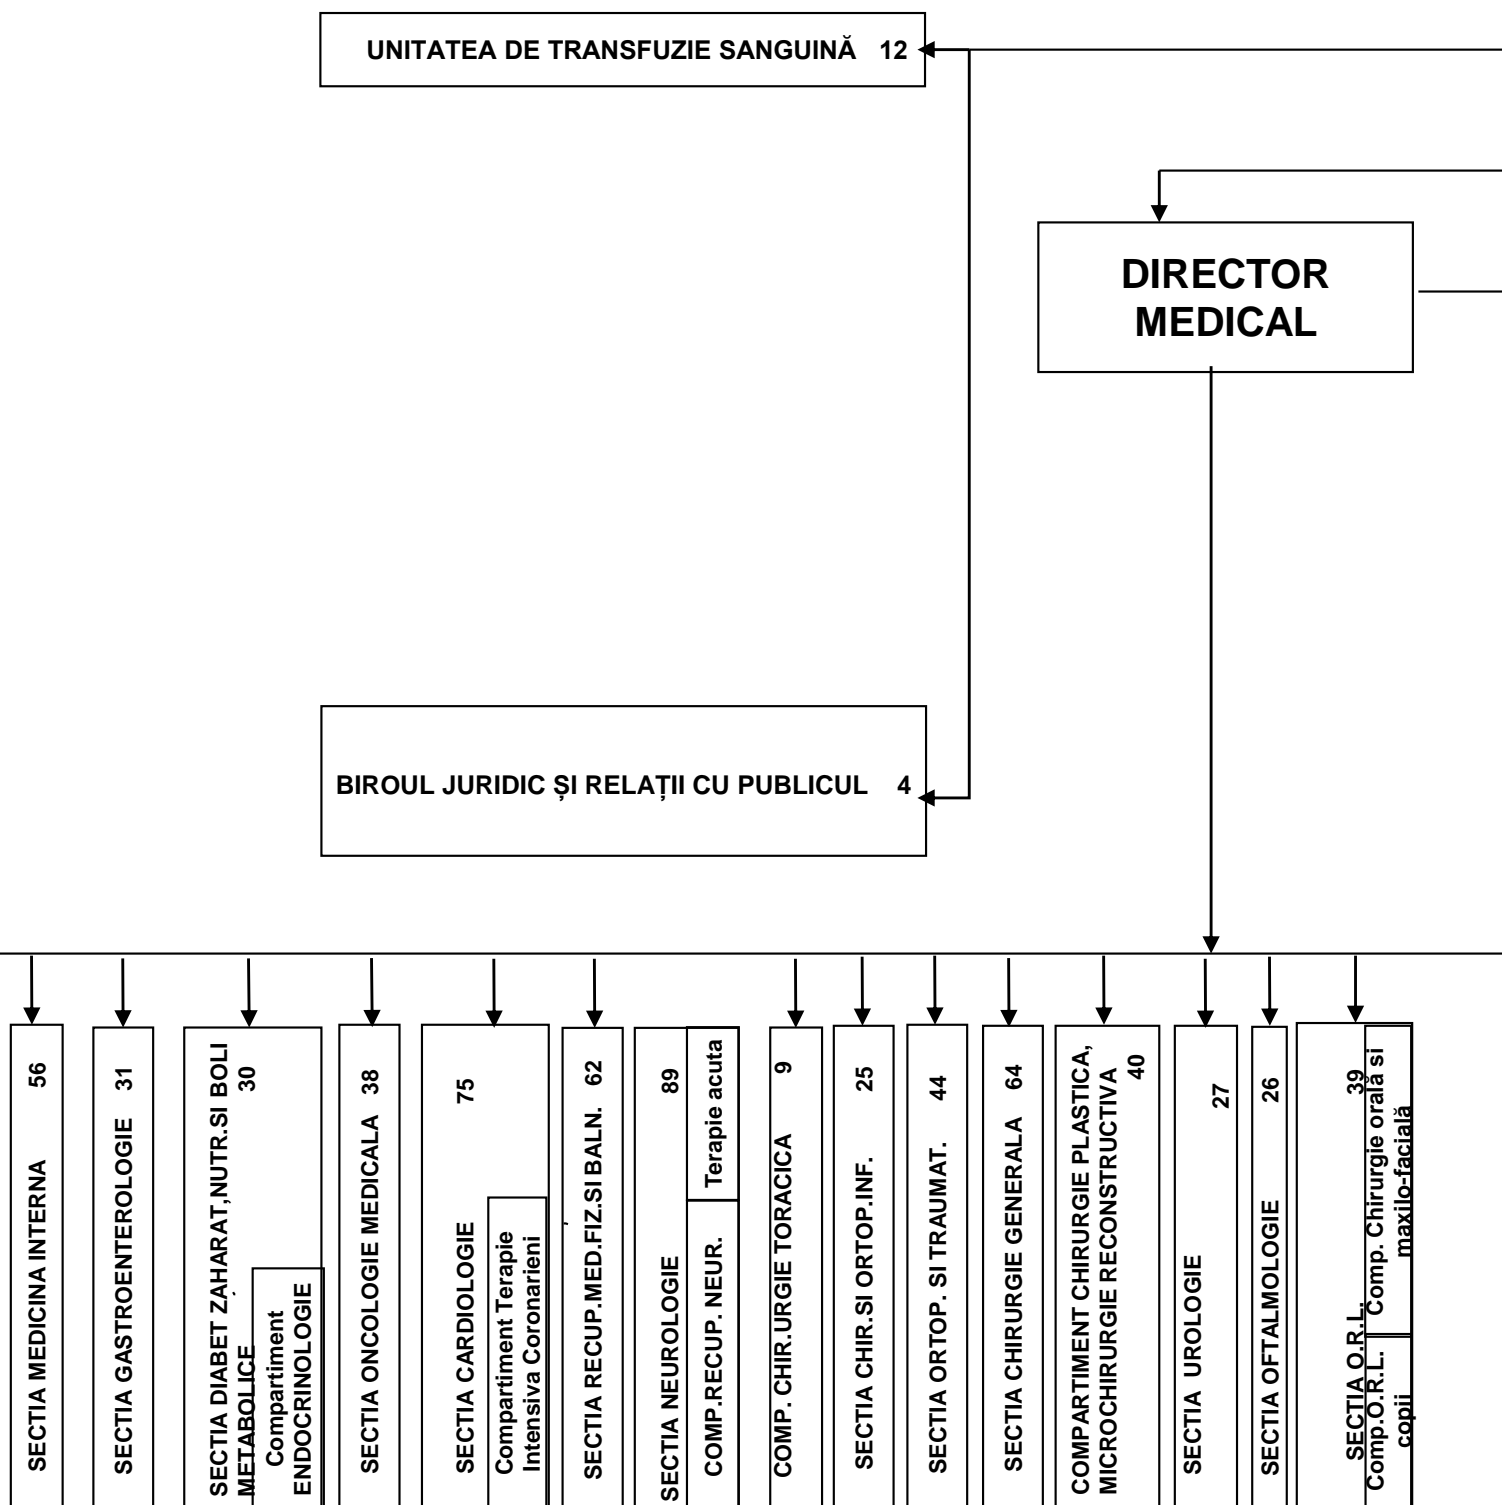 UNITATEA DE TRANSFUZIE SANGUINĂ 12
DIRECTOR
MEDICAL
BIROUL JURIDIC ȘI RELAȚII CU PUBLICUL 4
SECTIA MEDICINA INTERNA 56
SECTIA GASTROENTEROLOGIE 31
SECTIA DIABET ZAHARAT,NUTR.SI BOLI
METABOLICE 30
Compartiment
ENDOCRINOLOGIE
SECTIA ONCOLOGIE MEDICALA 38
SECTIA CARDIOLOGIE 75
Compartiment Terapie
Intensiva Coronarieni
SECTIA RECUP.MED.FIZ.SI BALN. 62
SECTIA NEUROLOGIE 89
Terapie acuta
COMP.RECUP. NEUR.
COMP. CHIR.URGIE TORACICA 9
SECTIA CHIR.SI ORTOP.INF. 25
SECTIA ORTOP. SI TRAUMAT. 44
SECTIA CHIRURGIE GENERALA 64
COMPARTIMENT CHIRURGIE PLASTICA,
MICROCHIRURGIE RECONSTRUCTIVA
40
SECTIA UROLOGIE 27
SECTIA OFTALMOLOGIE 26
SECTIA O.R.L. 39
Comp. Chirurgie orală si
maxilo-facială
Comp.O.R.L.
copii